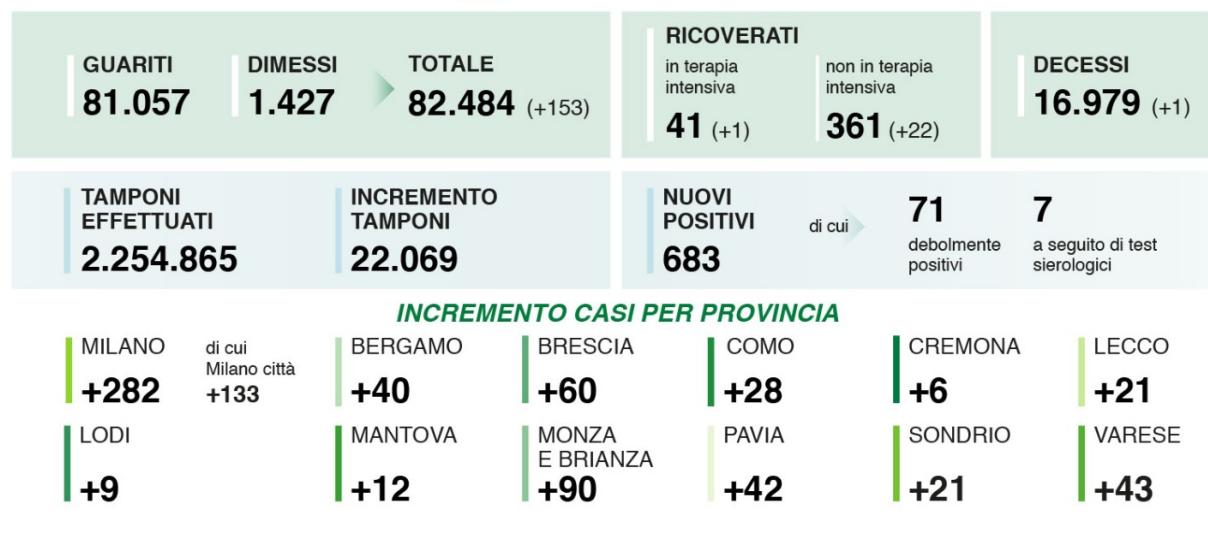 GUARITI
81.057
DIMESSI
1.427
TOTALE
82.484 (+153)
RICOVERATI
in terapia
intensiva
41 (+1)
non in terapia
intensiva
361 (+22)
DECESSI
16.979 (+1)
TAMPONI
EFFETTUATI
2.254.865
INCREMENTO
TAMPONI
22.069
NUOVI
POSITIVI
683
di cui
71
debolmente
positivi
7
a seguito di test
sierologici
INCREMENTO CASI PER PROVINCIA
MILANO
+282
di cui
Milano città
+133
BERGAMO
+40
BRESCIA
+60
COMO
+28
CREMONA
+6
LECCO
+21
LODI
+9
MANTOVA
+12
MONZA
E BRIANZA
+90
PAVIA
+42
SONDRIO
+21
VARESE
+43